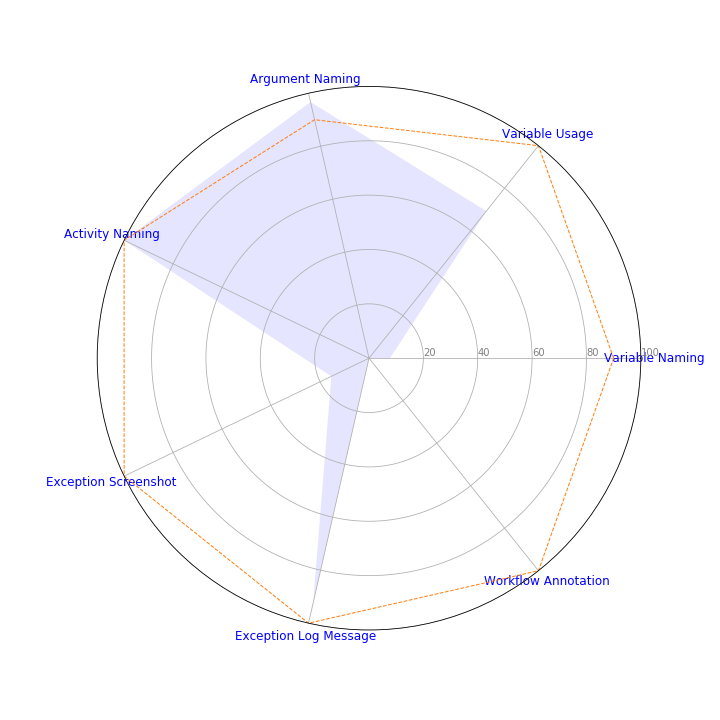 Argument Naming
Variable Usage
Activity Naming
20
40
60
80
100
Variable Naming
Exception Screenshot
Workflow Annotation
Exception Log Message